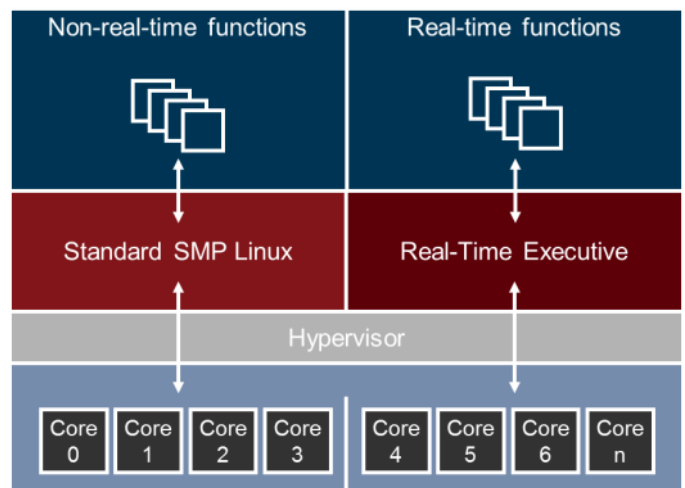 Non-real-time functions
Real-time functions
Standard SMP Linux
Real-Time Executive
Hypervisor
Core 0
Core 1
Core 2
Core 3
Core 4
Core 5
Core 6
Core n